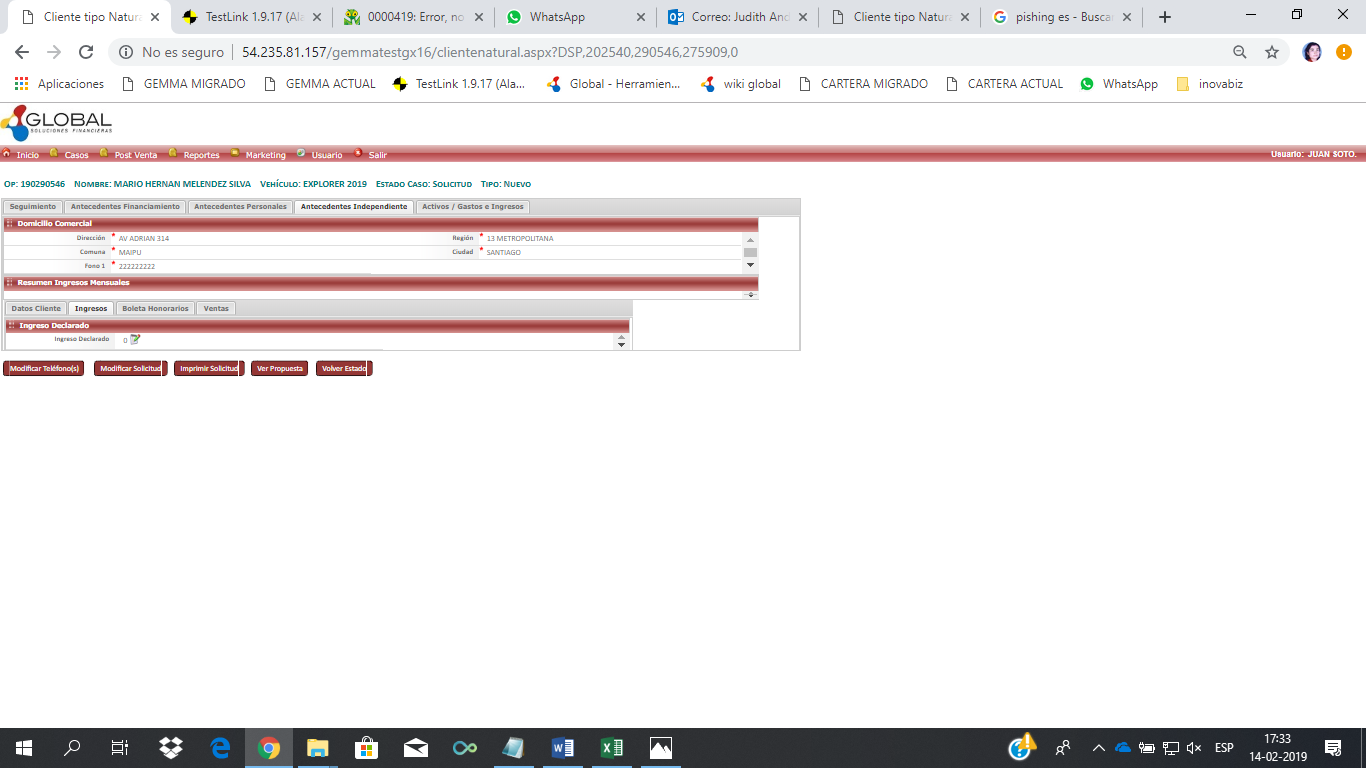 Cliente tipo Natura
TestLink 1.9.17 (Ala
0000419: Error, no
WhatsApp
Correo: Judith And
Cliente tipo Natura
pishing es - Buscar
No es seguro
54.235.81.157/gemmatestgx16/clientenatural.aspx?DSP,202540,290546,275909,0
Aplicaciones
GEMMA MIGRADO
GEMMA ACTUAL
TestLink 1.9.17 (Ala...
Global - Herramien...
wiki global
CARTERA MIGRADO
CARTERA ACTUAL
WhatsApp
inovabiz
GLOBAL
SOLUCIONES FINANCIERAS
Inicio Casos Post Venta Reportes Marketing Usuario Salir
Usuario: JUAN SOTO.
Op: 190290546 Nombre: MARIO HERNAN MELENDEZ SILVA Vehículo: EXPLORER 2019 Estado Caso: Solicitud Tipo: Nuevo
Seguimiento Antecedentes Financiamiento Antecedentes Personales Antecedentes Independiente Activos / Gastos e Ingresos
Domicilio Comercial
Dirección * AV ADRIAN 314 Región * 13 METROPOLITANA
Comuna * MAIPU Ciudad * SANTIAGO
Fono 1 * 222222222
Resumen Ingresos Mensuales
Datos Cliente Ingresos Boleta Honorarios Ventas
Ingreso Declarado
Ingreso Declarado 0
Modificar Teléfono(s) Modificar Solicitud Imprimir Solicitud Ver Propuesta Volver Estado
ESP
17:33
14-02-2019